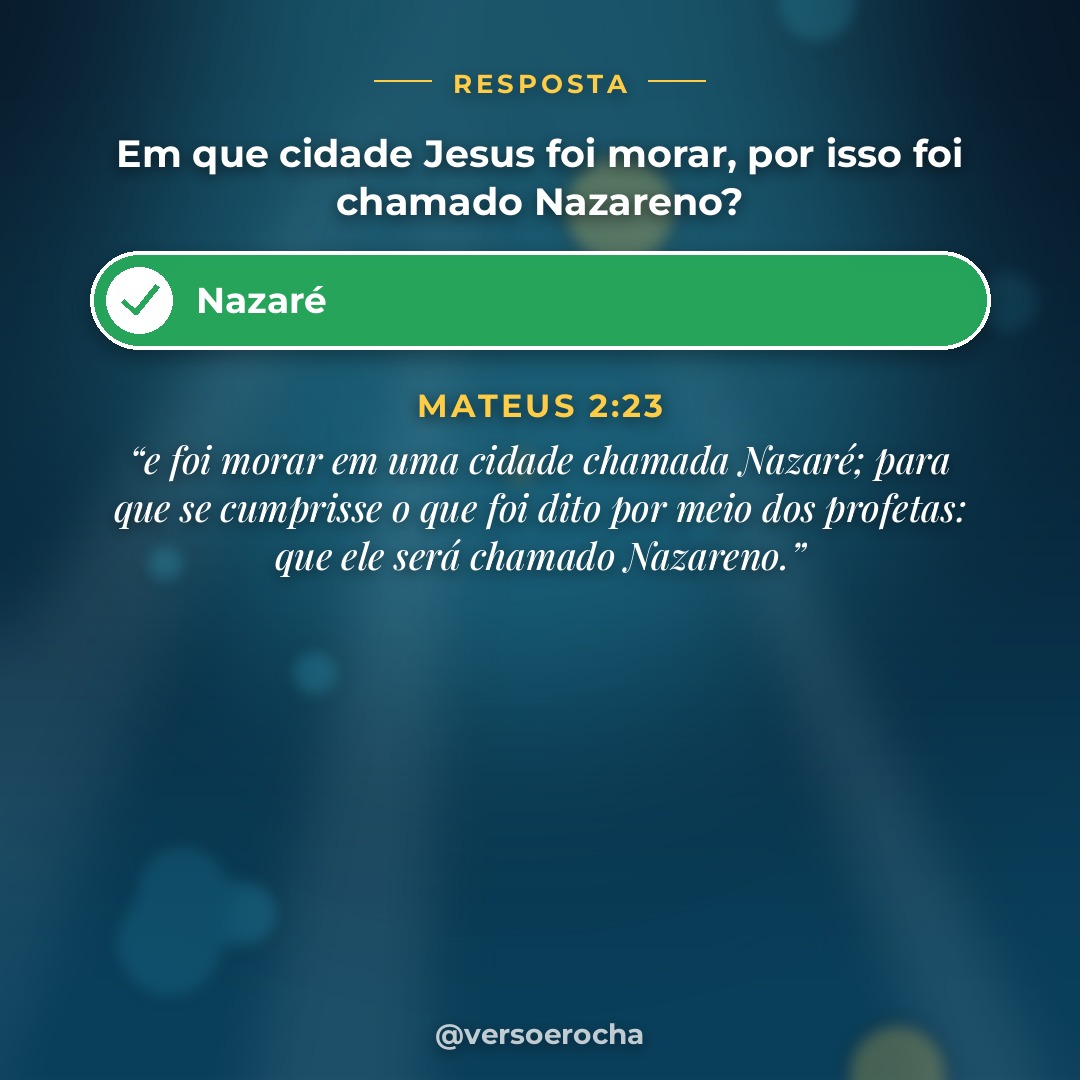 RESPOSTA
Em que cidade Jesus foi morar, por isso foi
chamado Nazareno?
Nazaré
MATEUS 2:23
“e foi morar em uma cidade chamada Nazaré; para
que se cumprisse o que foi dito por meio dos profetas:
que ele será chamado Nazareno.”
@versoerocha